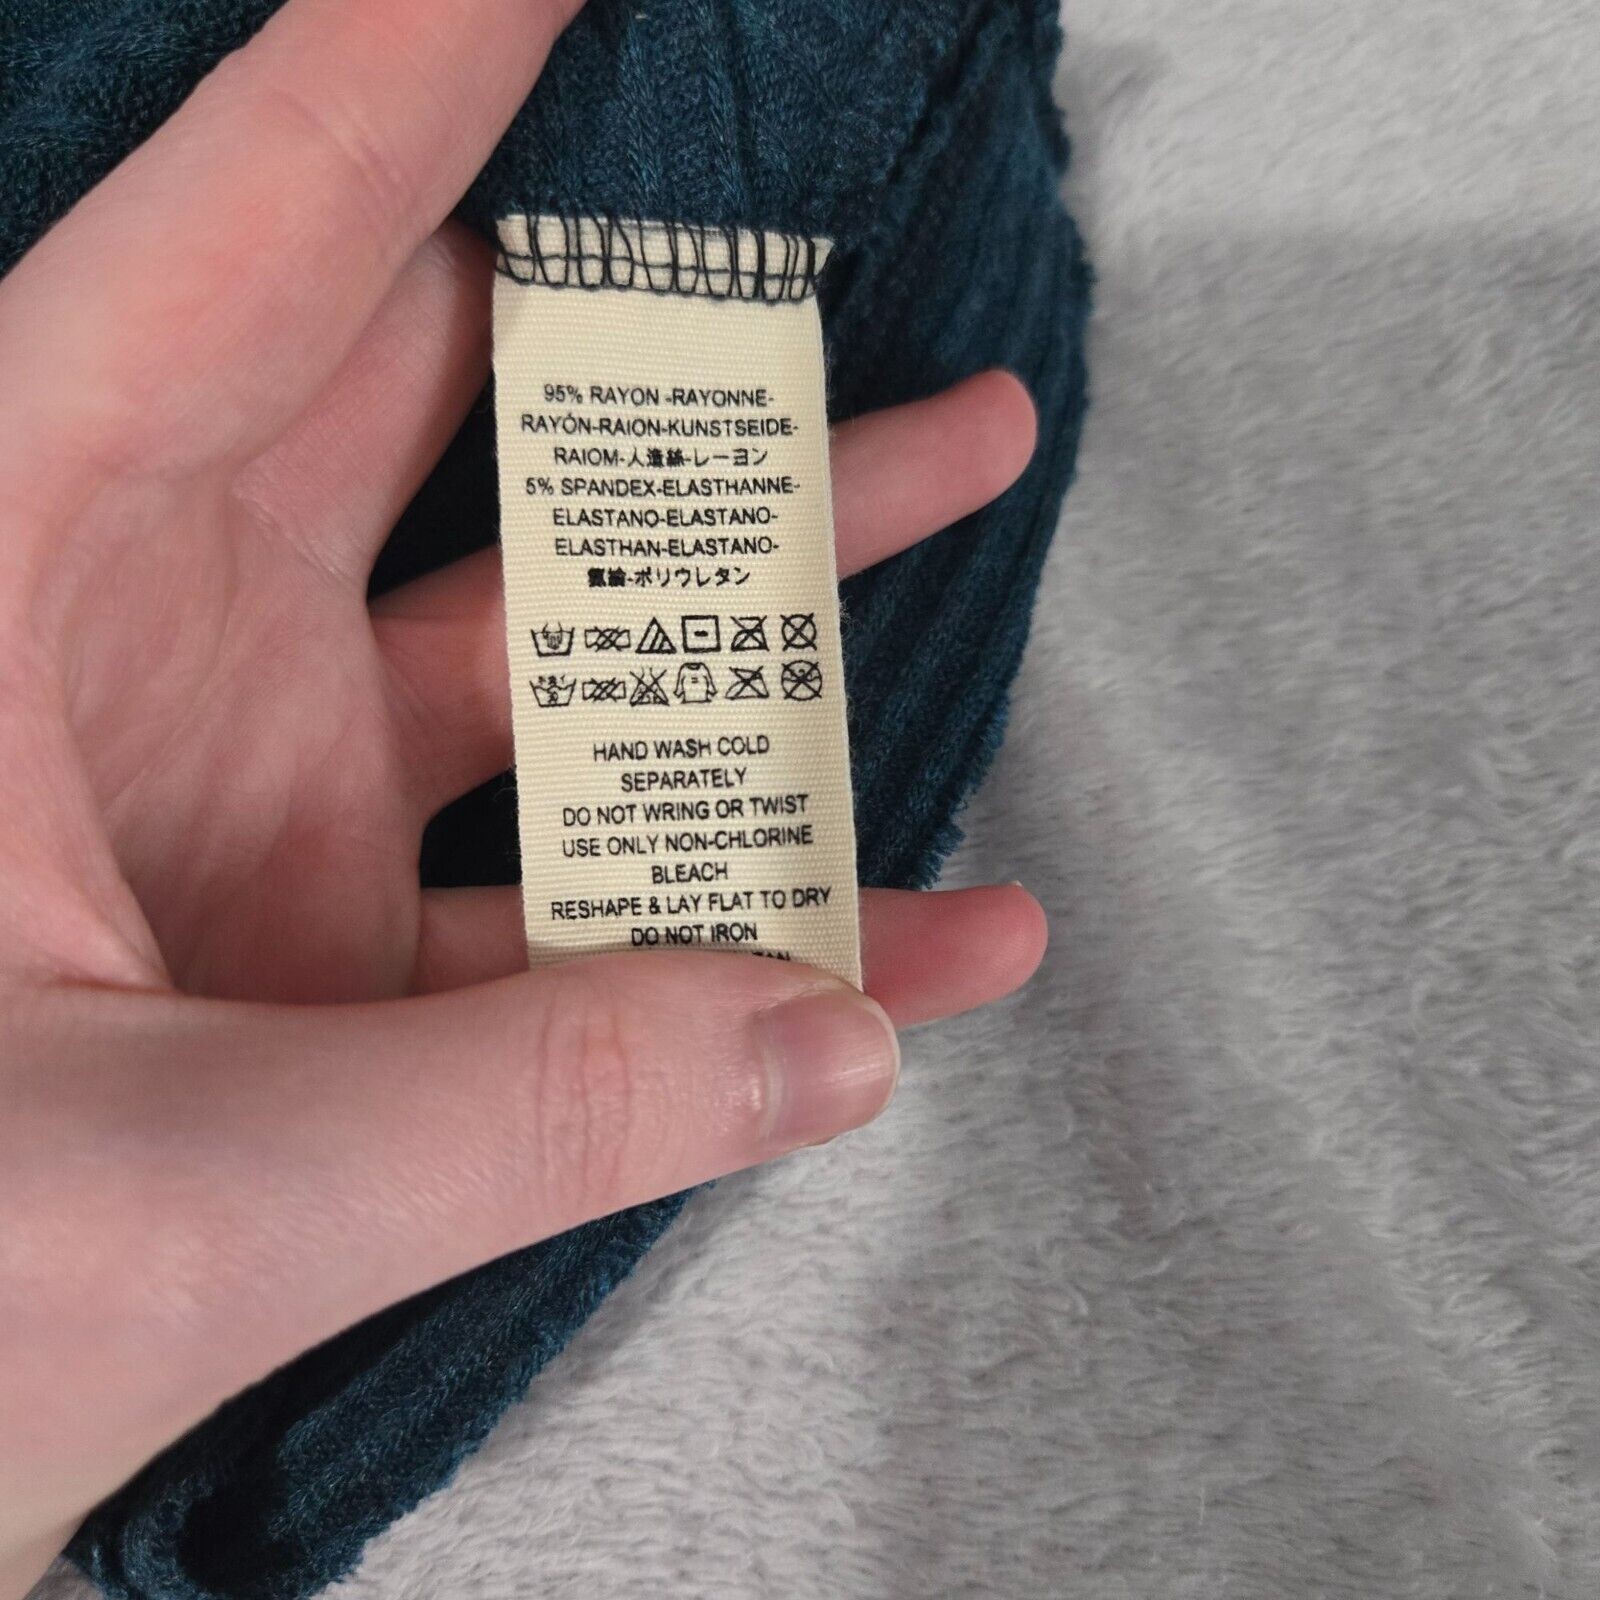 95% RAYON -RAYONNE-
RAYÓN-RAION-KUNSTSEIDE-
RAIOM-人造絲-レーヨン
5% SPANDEX-ELASTHANNE-
ELASTANO-ELASTANO-
ELASTHAN-ELASTANO-
ポリウレタン
HAND WASH COLD
SEPARATELY
DO NOT WRING OR TWIST
USE ONLY NON-CHLORINE
BLEACH
RESHAPE & LAY FLAT TO DRY
DO NOT IRON